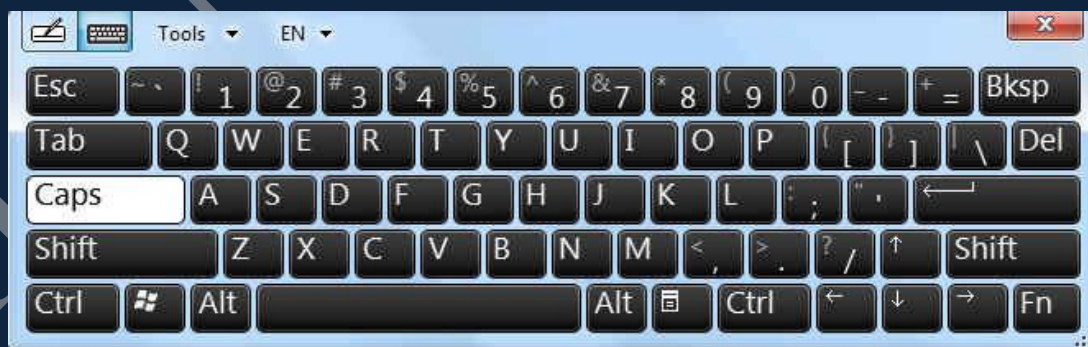 Tools EN x
Esc ~ ` ! 1 @ 2 # 3 $ 4 % 5 ^ 6 & 7 * 8 ( 9 ) 0 _ - + = Bksp
Tab Q W E R T Y U I O P { [ } ] | \ Del
Caps A S D F G H J K L : ; " '
Shift Z X C V B N M < , > . ? / ↑ Shift
Ctrl Alt Alt Ctrl ← ↓ → Fn